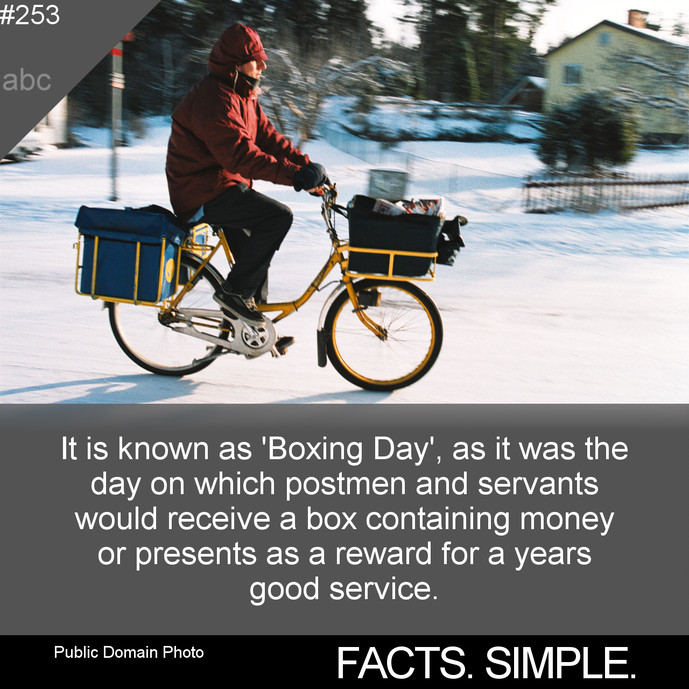 #253
abc
It is known as 'Boxing Day', as it was the
day on which postmen and servants
would receive a box containing money
or presents as a reward for a years
good service.
Public Domain Photo
FACTS. SIMPLE.